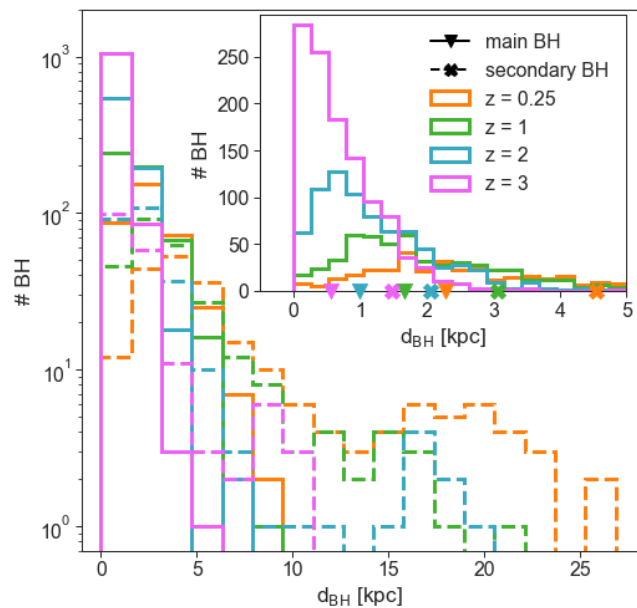 # BH
10³
10²
10¹
10⁰
0
5
10
15
20
25
d_BH [kpc]
# BH
250
200
150
100
50
0
0
1
2
3
4
5
d_BH [kpc]
main BH
secondary BH
z = 0.25
z = 1
z = 2
z = 3